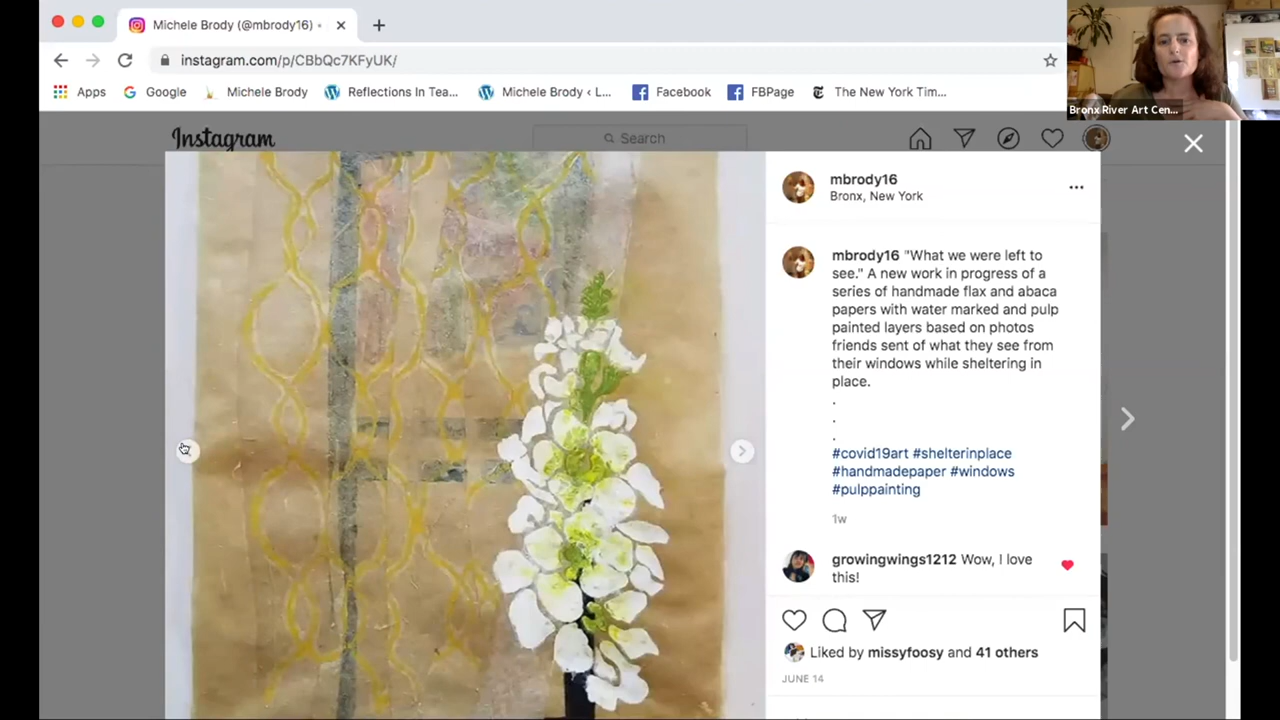 Michele Brody (@mbrody16) •
instagram.com/p/CBbQc7KFyUK/
Apps Google Michele Brody Reflections In Tea... Michele Brody ‹ L... Facebook FBPage The New York Tim...
Bronx River Art Cen...
Instagram
Search
mbrody16
Bronx, New York
mbrody16 "What we were left to
see." A new work in progress of a
series of handmade flax and abaca
papers with water marked and pulp
painted layers based on photos
friends sent of what they see from
their windows while sheltering in
place.
.
.
.
#covid19art #shelterinplace
#handmadepaper #windows
#pulppainting
1w
growingwings1212 Wow, I love
this!
Liked by missyfoosy and 41 others
JUNE 14